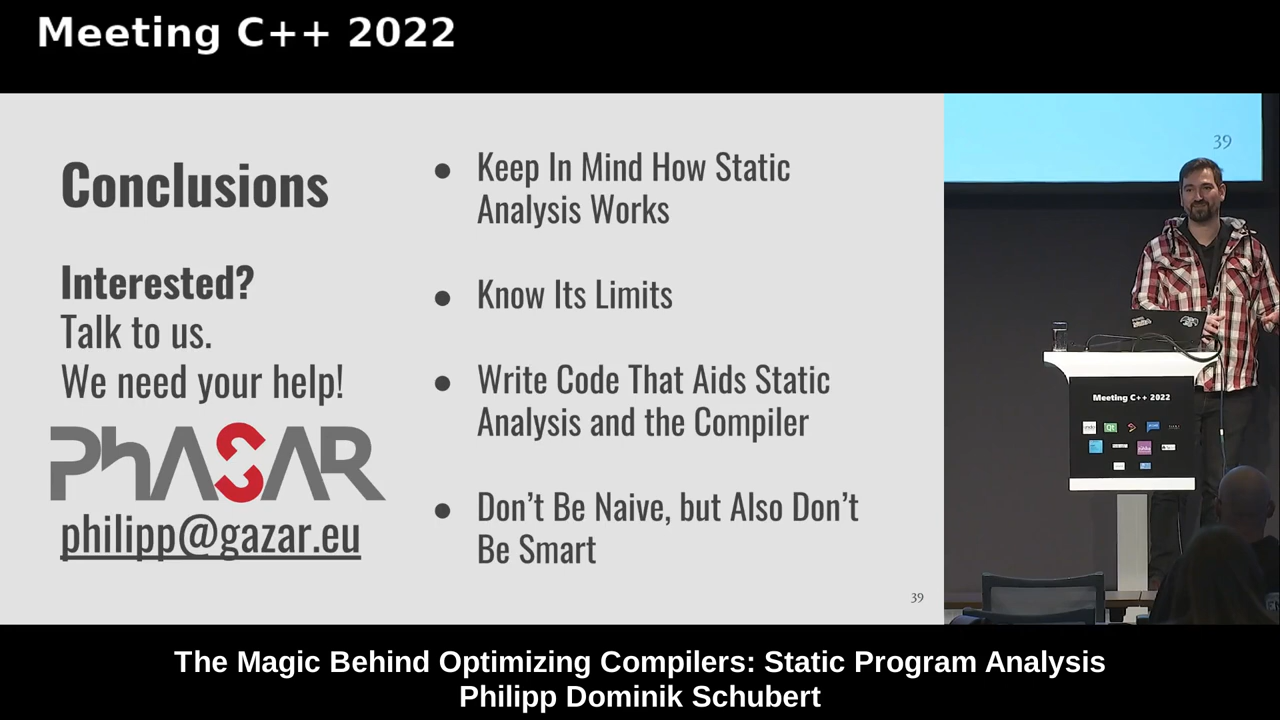 Meeting C++ 2022
Conclusions
Interested?
Talk to us.
We need your help!
PhASAR
philipp@gazar.eu
● Keep In Mind How Static
Analysis Works
● Know Its Limits
● Write Code That Aids Static
Analysis and the Compiler
● Don’t Be Naive, but Also Don’t
Be Smart
39
39
Meeting C++ 2022
The Magic Behind Optimizing Compilers: Static Program Analysis
Philipp Dominik Schubert